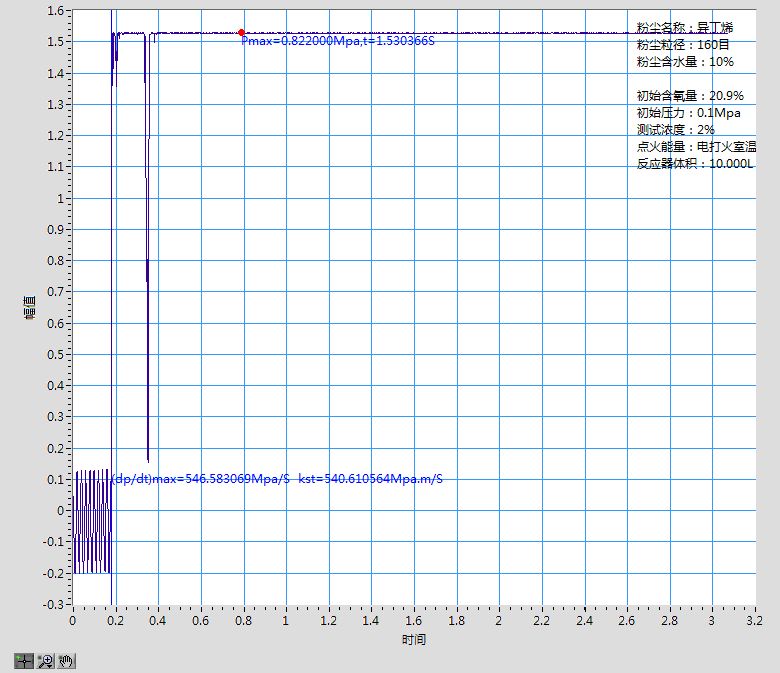 1.6
1.5
1.4
1.3
1.2
1.1
1
0.9
0.8
0.7
0.6
0.5
0.4
0.3
0.2
0.1
0
-0.1
-0.2
-0.3
幅值
Pmax=0.822000Mpa,t=1.530366S
粉尘名称：异丁烯
粉尘粒径：160目
粉尘含水量：10%
初始含氧量：20.9%
初始压力：0.1Mpa
测试浓度：2%
点火能量：电打火室温
反应器体积：10.000L
(dp/dt)max=546.583069Mpa/S kst=540.610564Mpa.m/S
0 0.2 0.4 0.6 0.8 1 1.2 1.4 1.6 1.8 2 2.2 2.4 2.6 2.8 3 3.2
时间